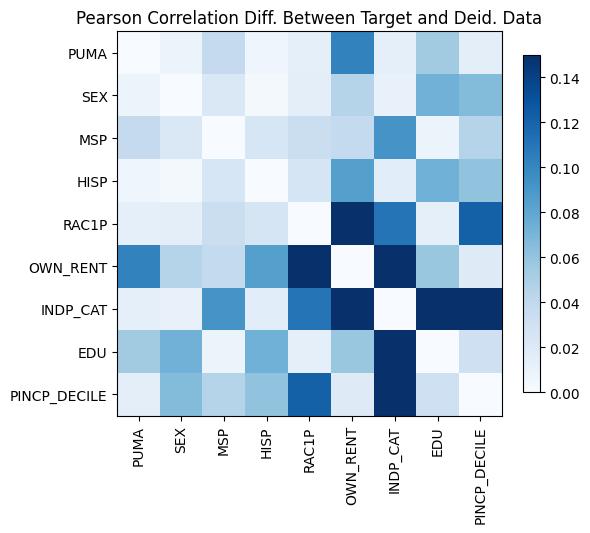 Pearson Correlation Diff. Between Target and Deid. Data
PUMA
SEX
MSP
HISP
RAC1P
OWN_RENT
INDP_CAT
EDU
PINCP_DECILE
PUMA
SEX
MSP
HISP
RAC1P
OWN_RENT
INDP_CAT
EDU
PINCP_DECILE
0.14
0.12
0.10
0.08
0.06
0.04
0.02
0.00